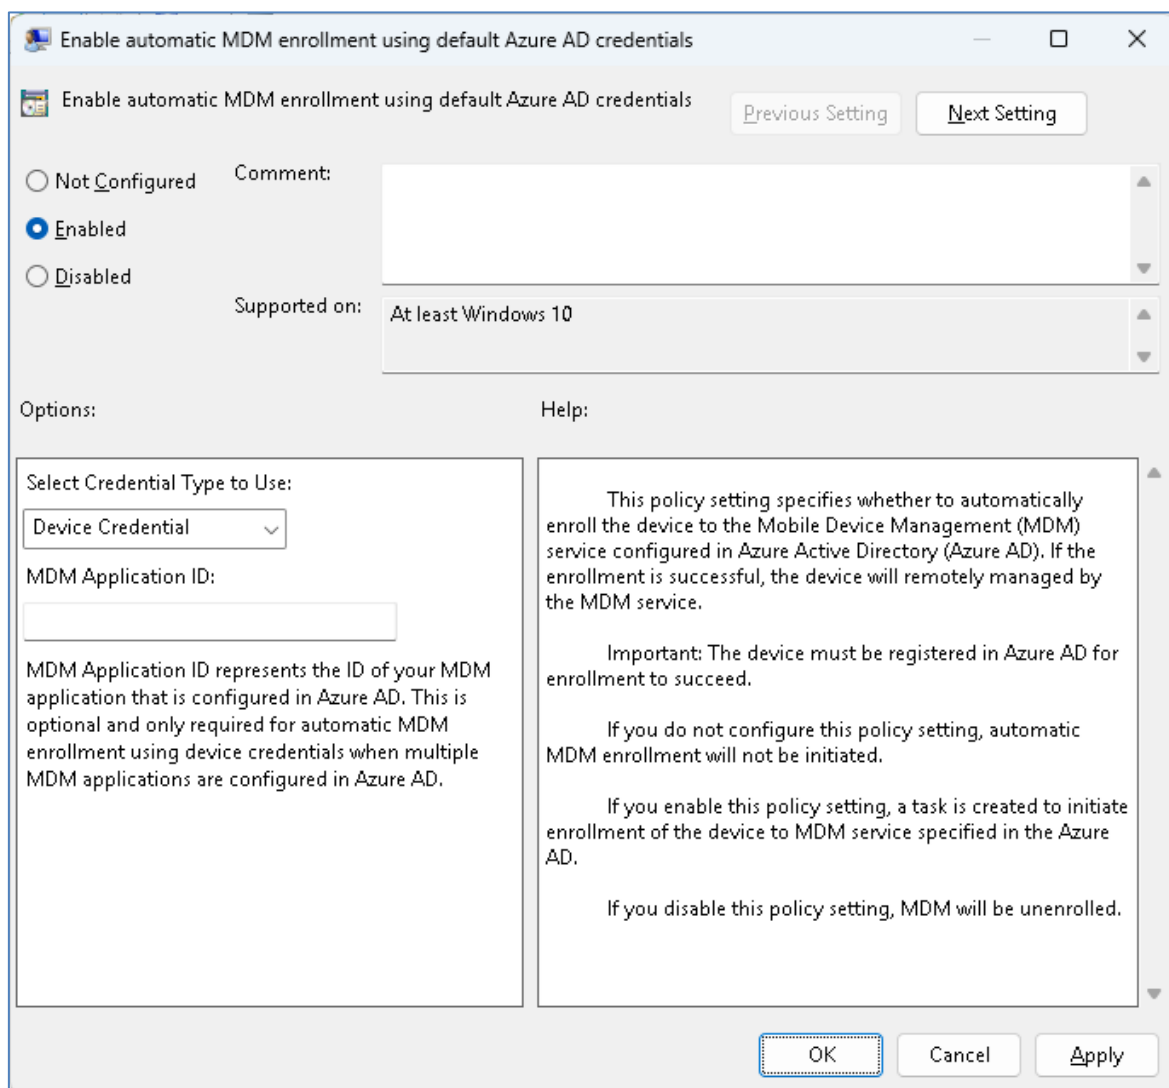 Enable automatic MDM enrollment using default Azure AD credentials
Enable automatic MDM enrollment using default Azure AD credentials
Previous Setting
Next Setting
Not Configured
Enabled
Disabled
Comment:
Supported on:
At least Windows 10
Options:
Help:
Select Credential Type to Use:
Device Credential
MDM Application ID:
MDM Application ID represents the ID of your MDM
application that is configured in Azure AD. This is
optional and only required for automatic MDM
enrollment using device credentials when multiple
MDM applications are configured in Azure AD.
This policy setting specifies whether to automatically
enroll the device to the Mobile Device Management (MDM)
service configured in Azure Active Directory (Azure AD). If the
enrollment is successful, the device will remotely managed by
the MDM service.
Important: The device must be registered in Azure AD for
enrollment to succeed.
If you do not configure this policy setting, automatic
MDM enrollment will not be initiated.
If you enable this policy setting, a task is created to initiate
enrollment of the device to MDM service specified in the Azure
AD.
If you disable this policy setting, MDM will be unenrolled.
OK
Cancel
Apply